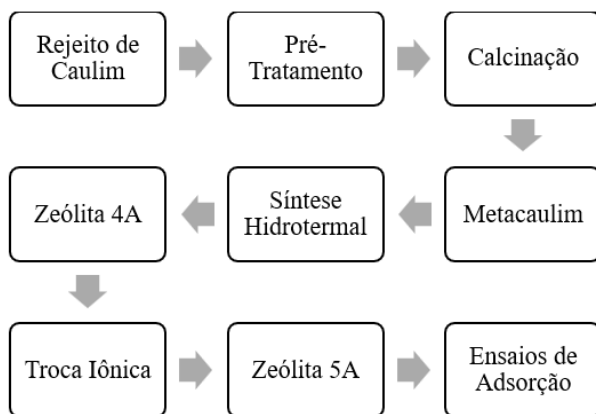 Rejeito de
Caulim
Pré-
Tratamento
Calcinação
Metacaulim
Síntese
Hidrotermal
Zeólita 4A
Troca Iônica
Zeólita 5A
Ensaios de
Adsorção